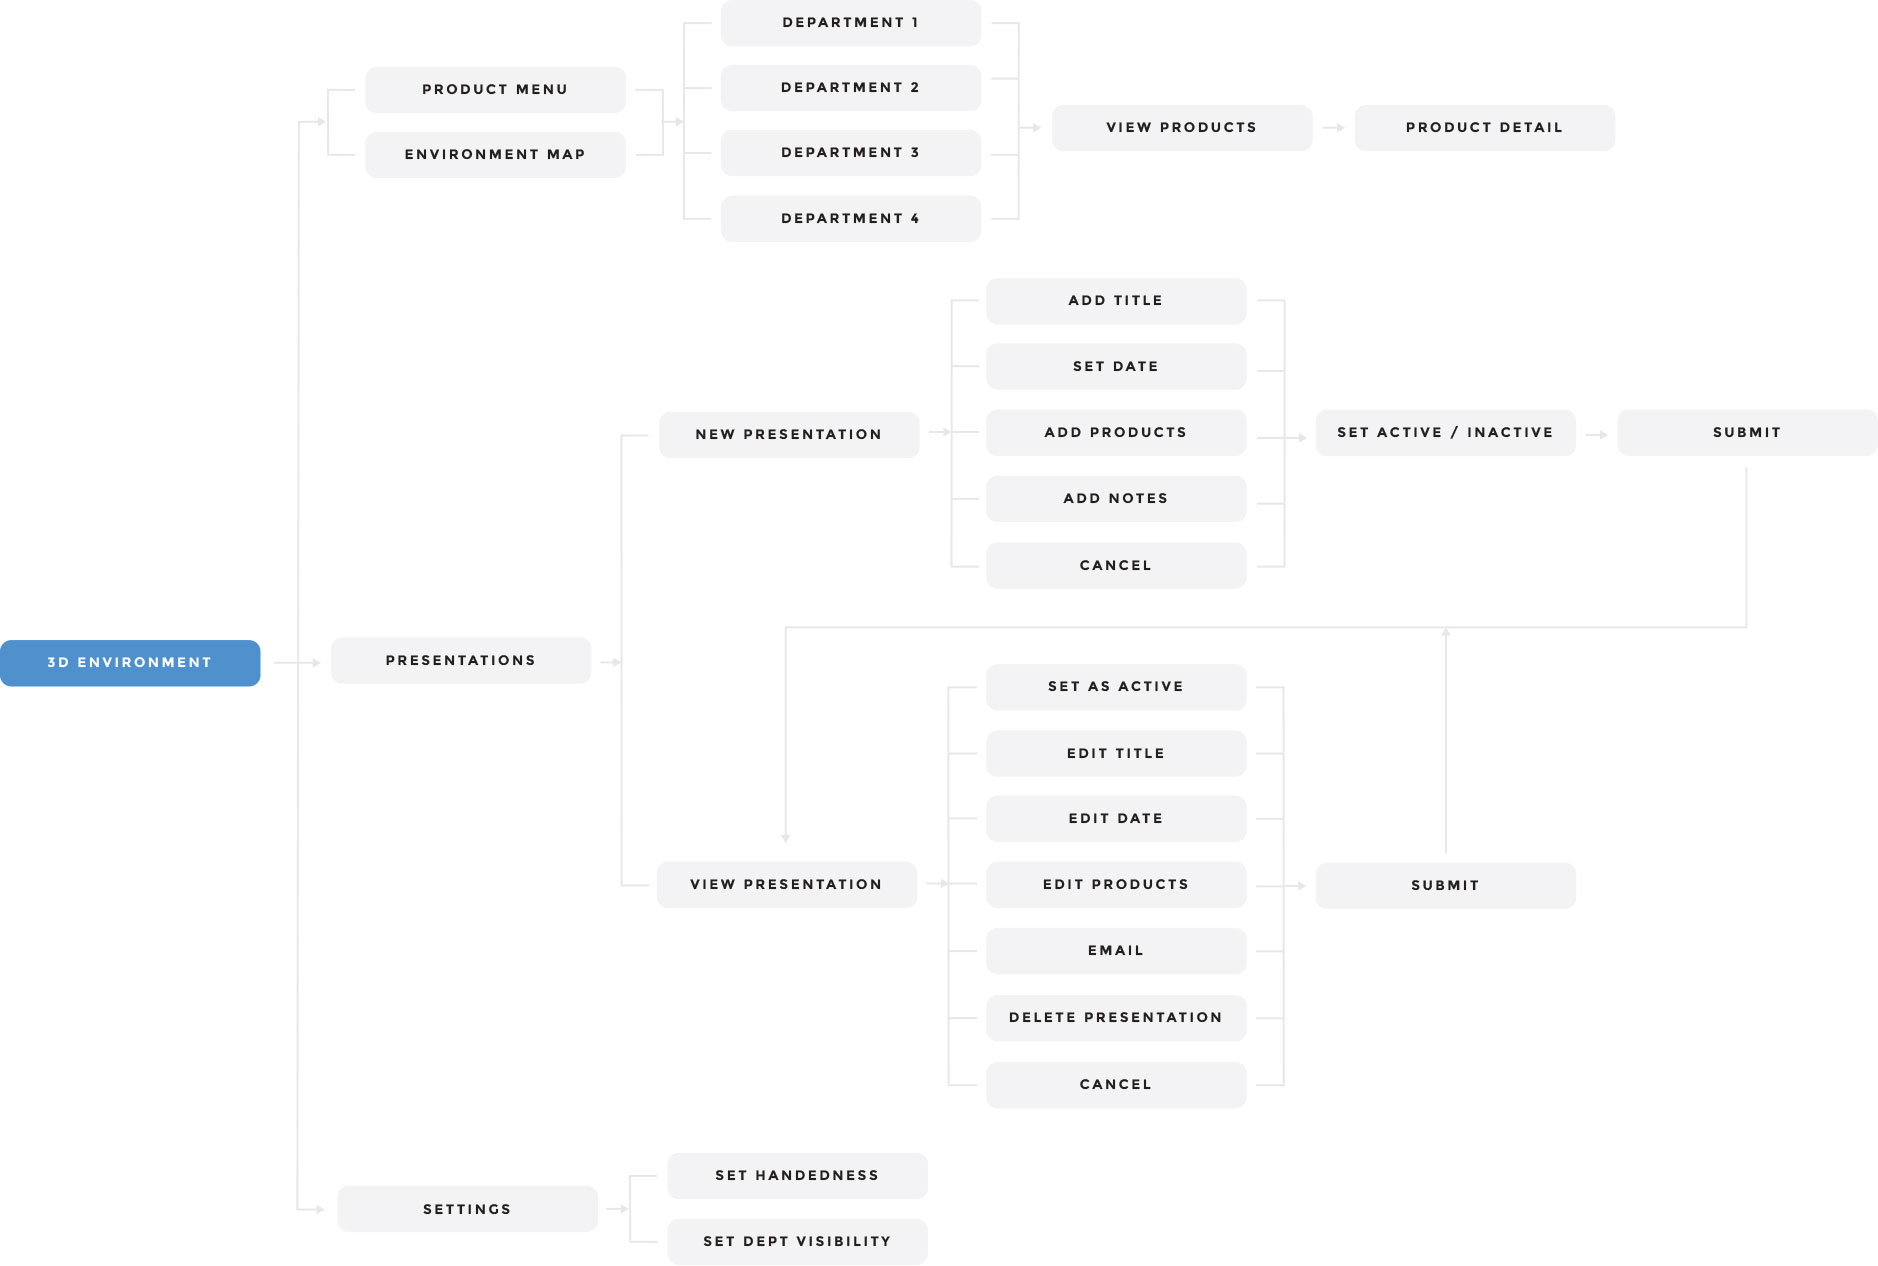 DEPARTMENT 1
PRODUCT MENU
DEPARTMENT 2
ENVIRONMENT MAP
DEPARTMENT 3
DEPARTMENT 4
VIEW PRODUCTS
PRODUCT DETAIL
ADD TITLE
SET DATE
NEW PRESENTATION
ADD PRODUCTS
SET ACTIVE / INACTIVE
SUBMIT
ADD NOTES
CANCEL
3D ENVIRONMENT
PRESENTATIONS
SET AS ACTIVE
EDIT TITLE
EDIT DATE
VIEW PRESENTATION
EDIT PRODUCTS
SUBMIT
EMAIL
DELETE PRESENTATION
CANCEL
SETTINGS
SET HANDEDNESS
SET DEPT VISIBILITY